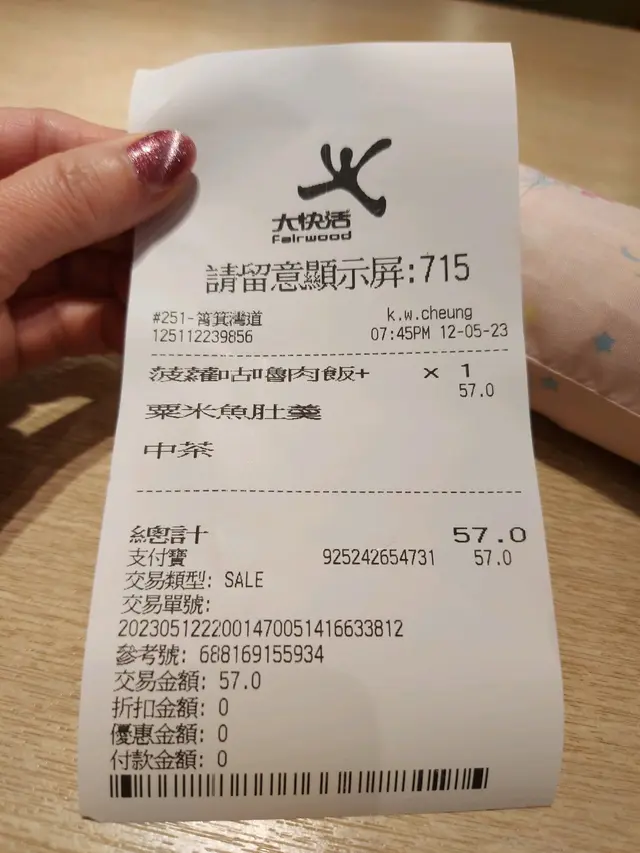 大快活
Fairwood
請留意顯示屏:715
#251-筲箕灣道 k.w.cheung
125112239856 07:45PM 12-05-23
菠蘿咕嚕肉飯+ x 1
57.0
粟米魚肚羹
中茶
總計 57.0
支付寶 925242654731 57.0
交易類型: SALE
交易單號:
2023051222001470051416633812
參考號: 688169155934
交易金額: 57.0
折扣金額: 0
優惠金額: 0
付款金額: 0